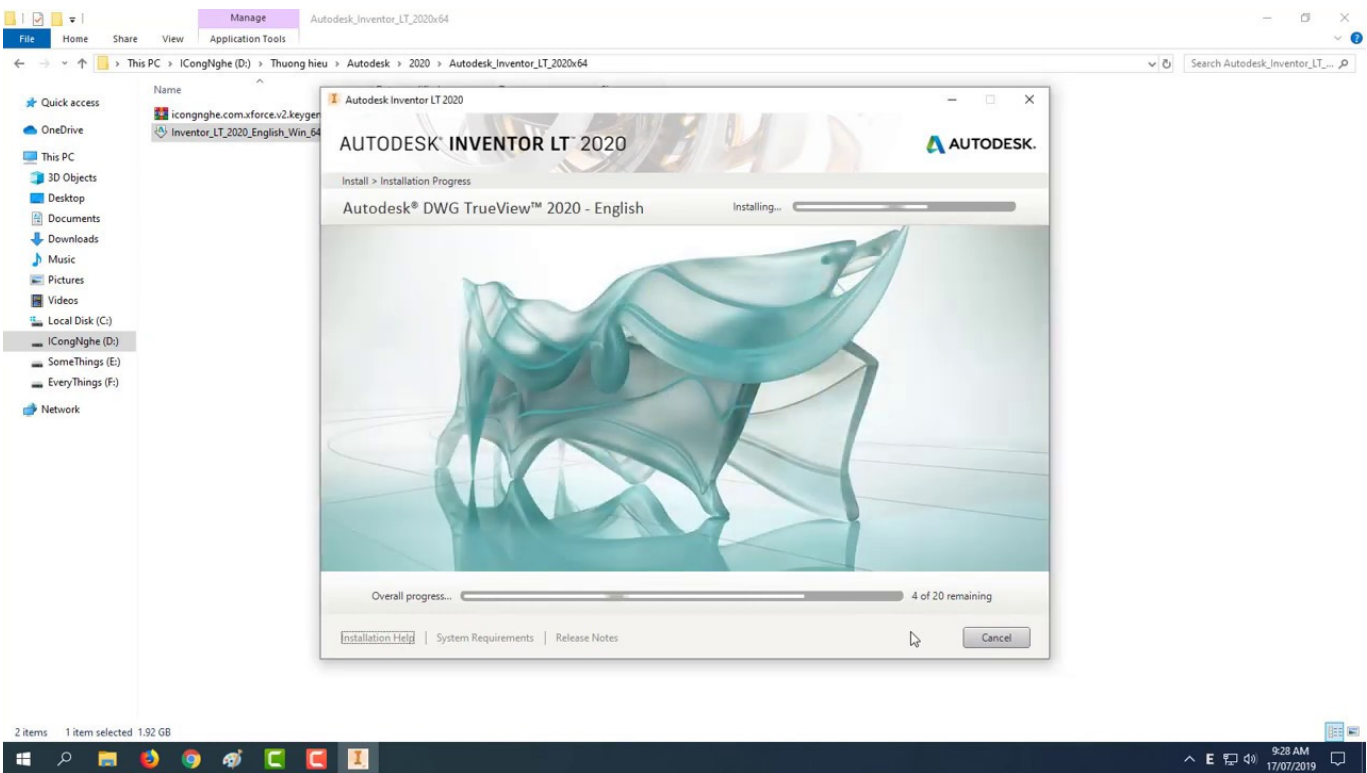 Manage
Autodesk_Inventor_LT_2020x64
File Home Share View Application Tools
This PC > ICongNghe (D:) > Thuong hieu > Autodesk > 2020 > Autodesk_Inventor_LT_2020x64
Search Autodesk_Inventor_LT_...
Name
Quick access
OneDrive
This PC
3D Objects
Desktop
Documents
Downloads
Music
Pictures
Videos
Local Disk (C:)
ICongNghe (D:)
SomeThings (E:)
EveryThings (F:)
Network
icongnghe.com.xforce.v2.keygen
Inventor_LT_2020_English_Win_64
Autodesk Inventor LT 2020
AUTODESK® INVENTOR LT™ 2020
AUTODESK.
Install > Installation Progress
Autodesk® DWG TrueView™ 2020 - English
Installing...
Overall progress...
4 of 20 remaining
Installation Help | System Requirements | Release Notes
Cancel
2 items 1 item selected 1.92 GB
E
9:28 AM
17/07/2019